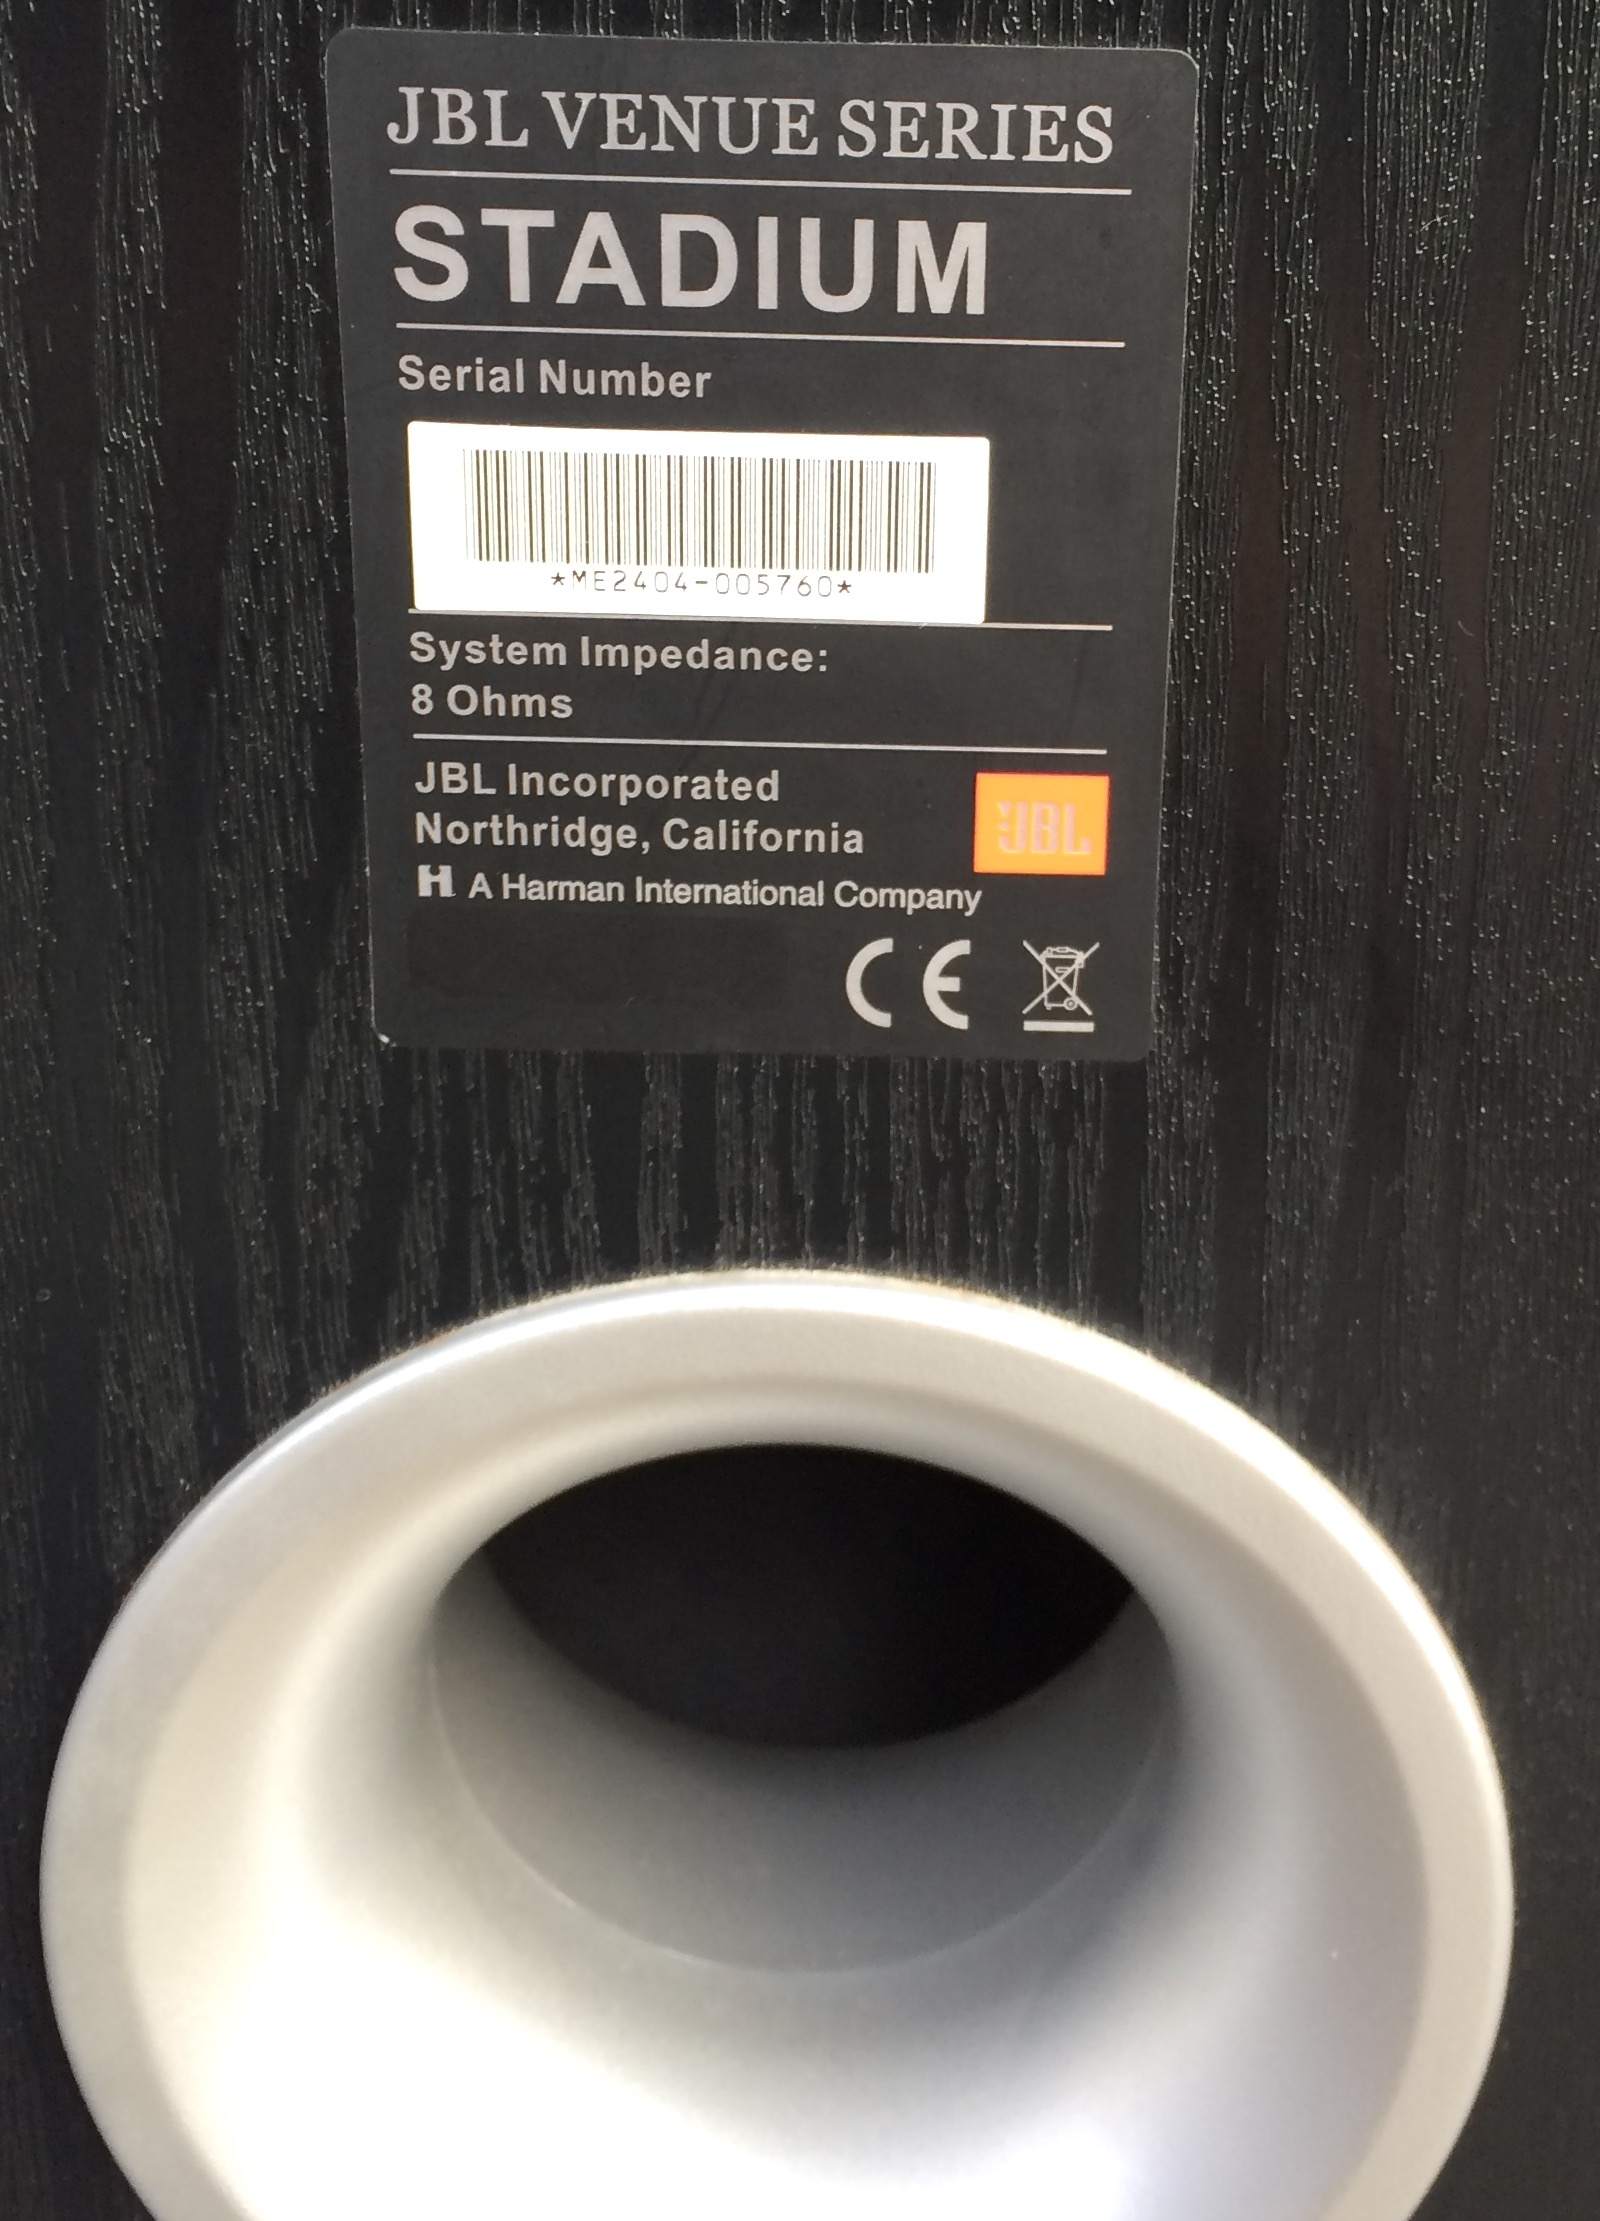 JBL VENUE SERIES
STADIUM
Serial Number
*ME2404-005760*
System Impedance:
8 Ohms
JBL Incorporated
Northridge, California
JBL
H A Harman International Company
CE